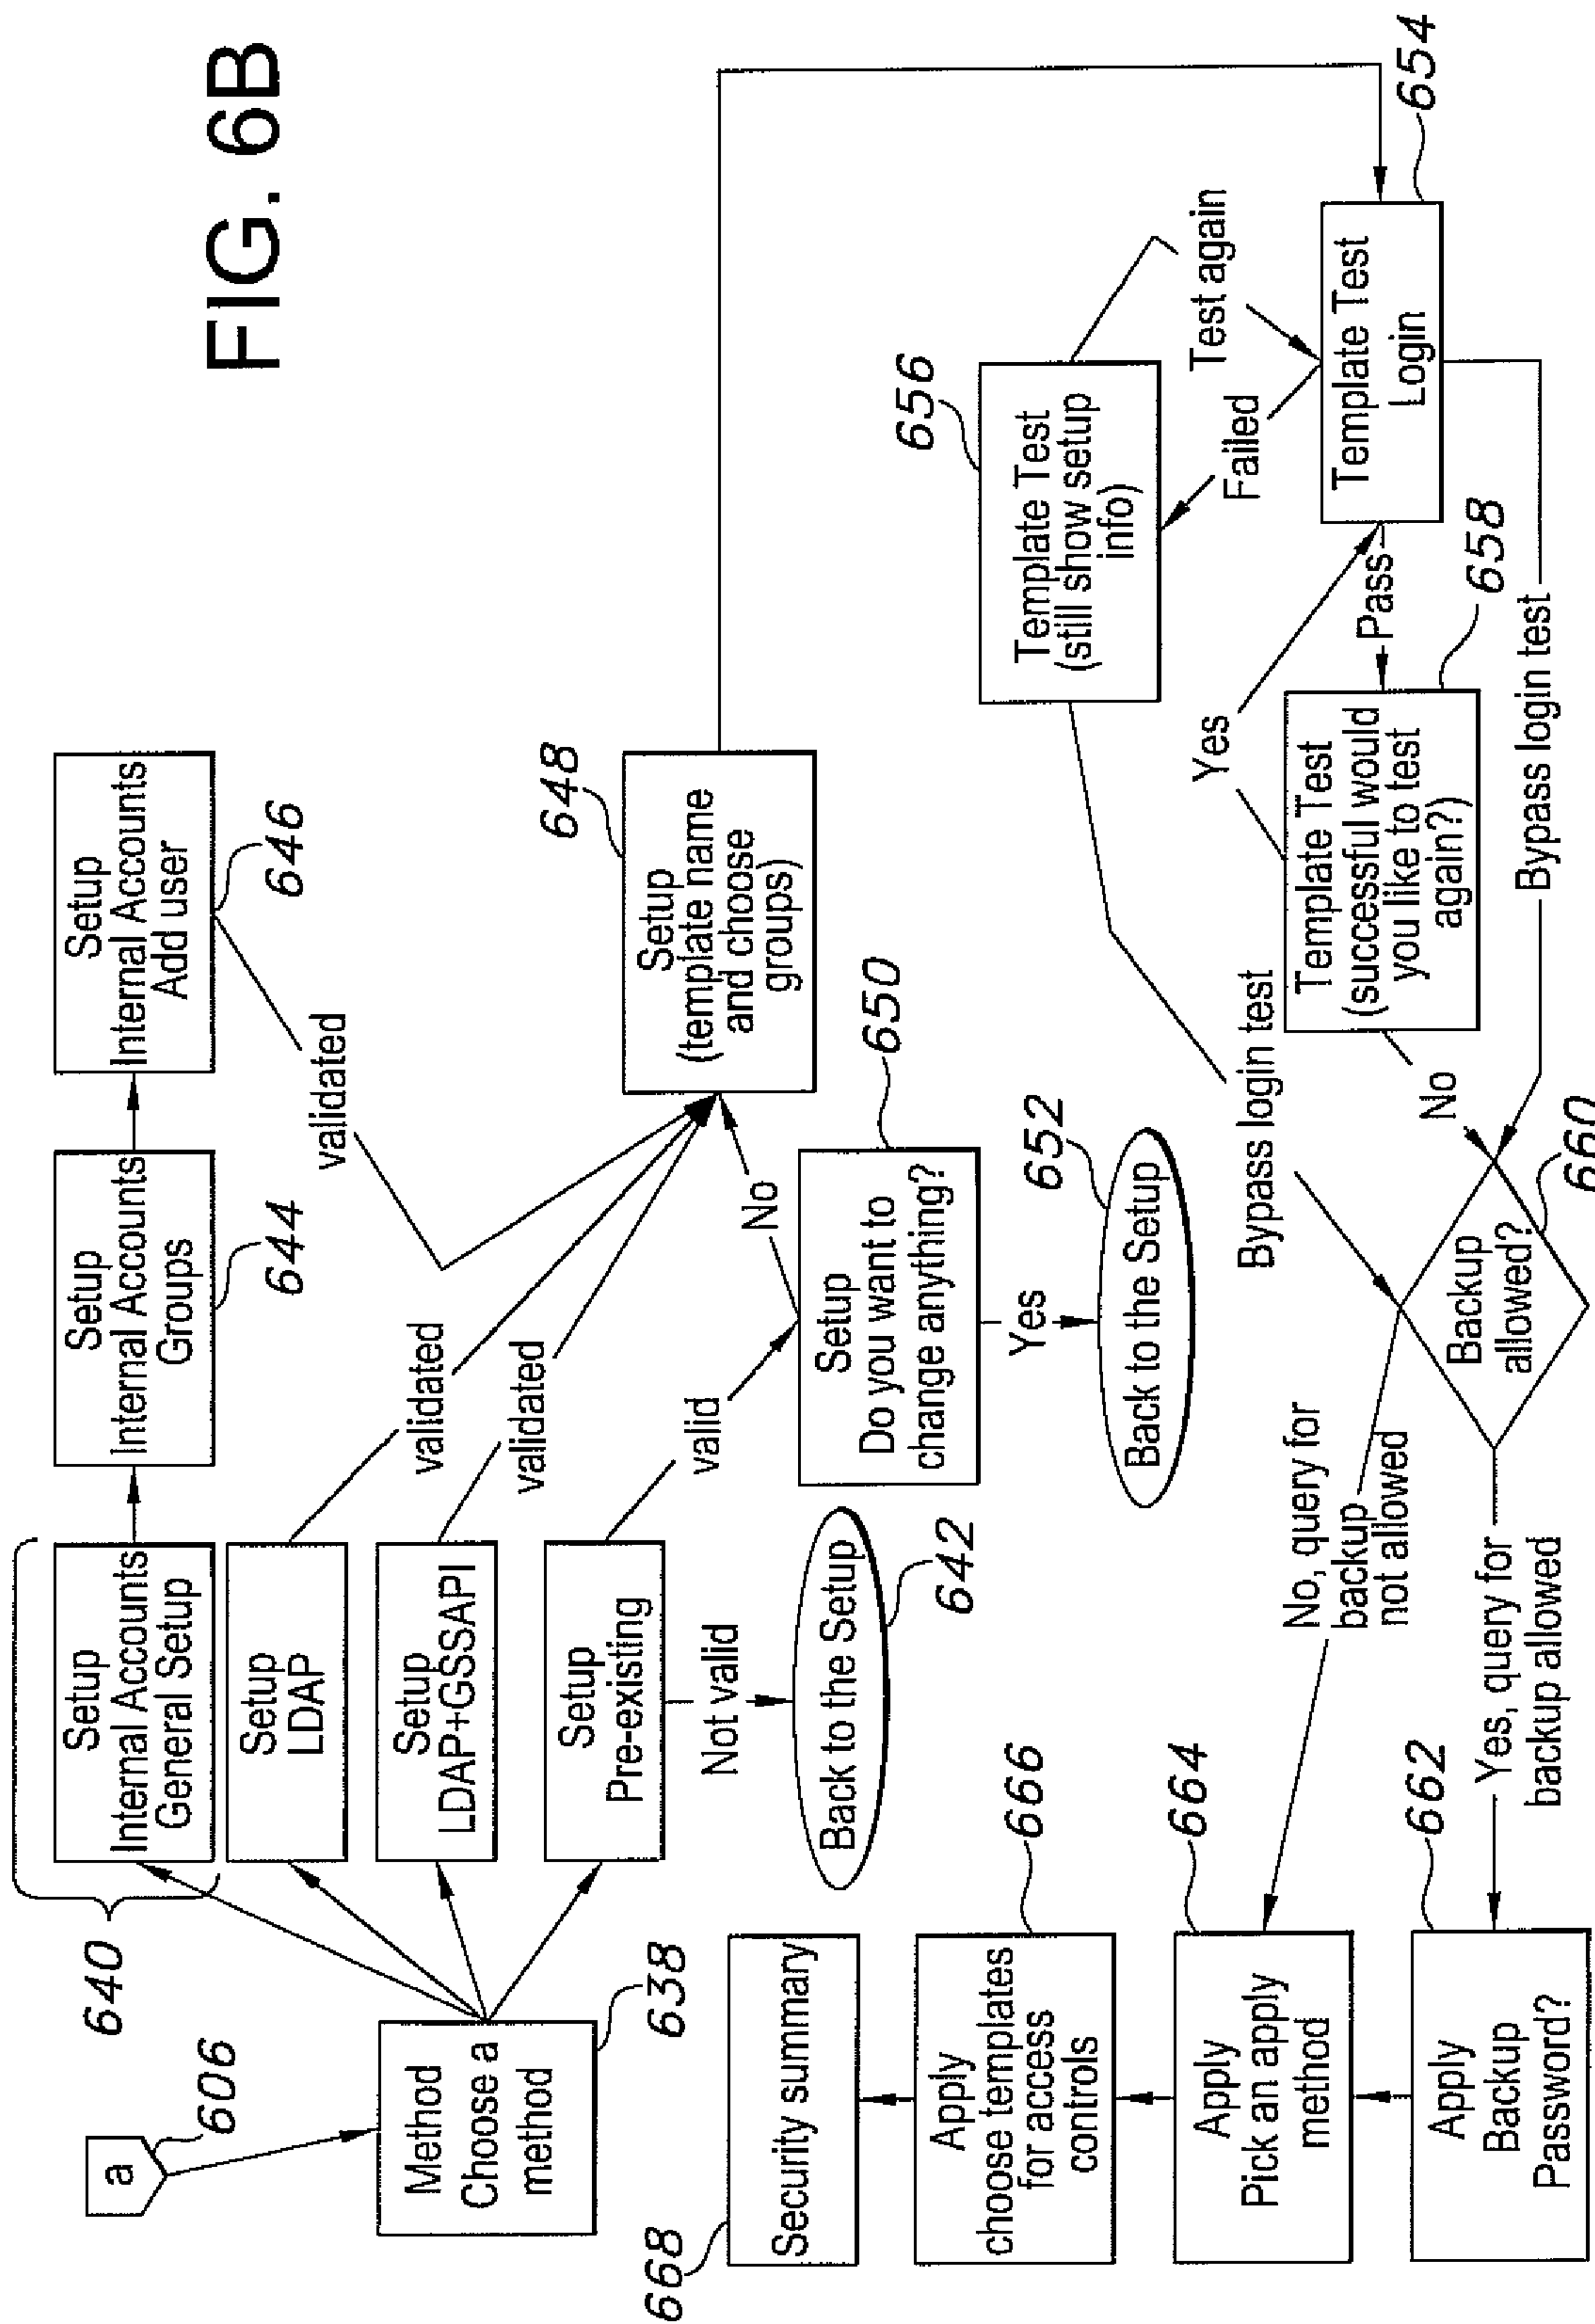 FIG. 6B
a
606
Method
Choose a
method
638
640
Setup
Internal Accounts
General Setup
Setup
Internal Accounts
Groups
644
Setup
Internal Accounts
Add user
646
validated
Setup
LDAP
validated
Setup
LDAP+GSSAPI
validated
Setup
Pre-existing
valid
Not valid
Back to the Setup
642
Setup
(template name
and choose
groups)
648
No
Setup
Do you want to
change anything?
650
Yes
Back to the Setup
652
Template Test
Login
654
Test again
Failed
Template Test
(still show setup
info)
656
Pass
Yes
Template Test
(successful would
you like to test
again?)
658
Bypass login test
Bypass login test
No
Backup
allowed?
660
No, query for
backup
not allowed
Yes, query for
backup allowed
Apply
Backup
Password?
662
Apply
Pick an apply
method
664
Apply
choose templates
for access
controls
666
Security summary
668